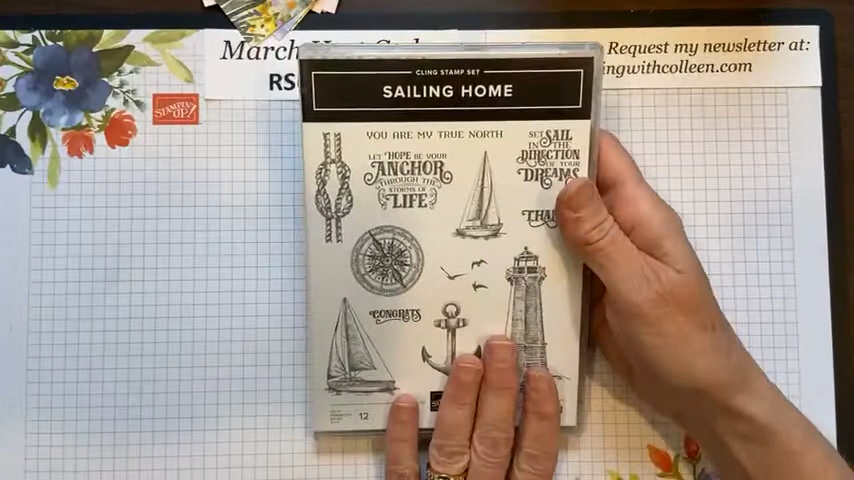 March
Request my newsletter at:
RS
ingwithcolleen.com
STAMPIN' UP!
CLING STAMP SET
SAILING HOME
YOU ARE MY TRUE NORTH
LET HOPE BE YOUR
ANCHOR
THROUGH THE
STORMS OF
LIFE
SET SAIL
IN THE
DIRECTION
OF YOUR
DREAMS
CONGRATS
12